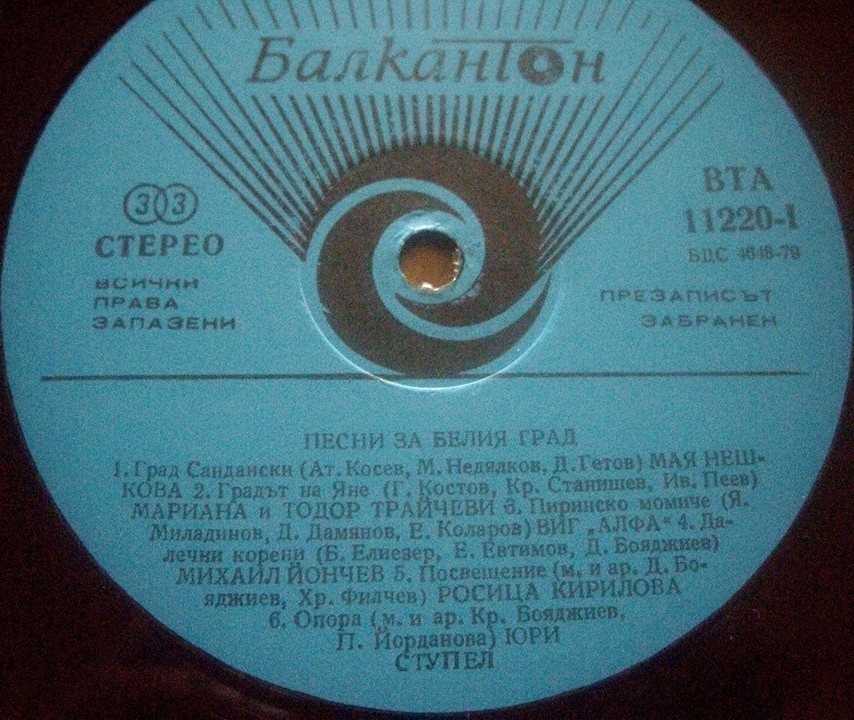 Балкантон
33
СТЕРЕО
ВСИЧКИ
ПРАВА
ЗАПАЗЕНИ
ВТА
11220-I
БДС 4648-79
ПРЕЗАПИСЪТ
ЗАБРАНЕН
ПЕСНИ ЗА БЕЛИЯ ГРАД
1. Град Сандански (Ат. Косев, М. Недялков, Д. Гетов) МАЯ НЕШ-
КОВА 2. Градът на Яне (Г. Костов, Кр. Станишев, Ив. Пеев)
МАРИАНА и ТОДОР ТРАЙЧЕВИ 3. Пиринско момиче (Я.
Миладинов, Д. Дамянов, Е. Коларов) ВИГ „АЛФА“ 4. Да-
лечни корени (Б. Елиезер, Е. Евтимов, Д. Бояджиев)
МИХАИЛ ЙОНЧЕВ 5. Посвещение (м. и ар. Д. Бо-
яджиев, Хр. Филчев) РОСИЦА КИРИЛОВА
6. Опора (м. и ар. Кр. Бояджиев,
П. Йорданова) ЮРИ
СТУПЕЛ